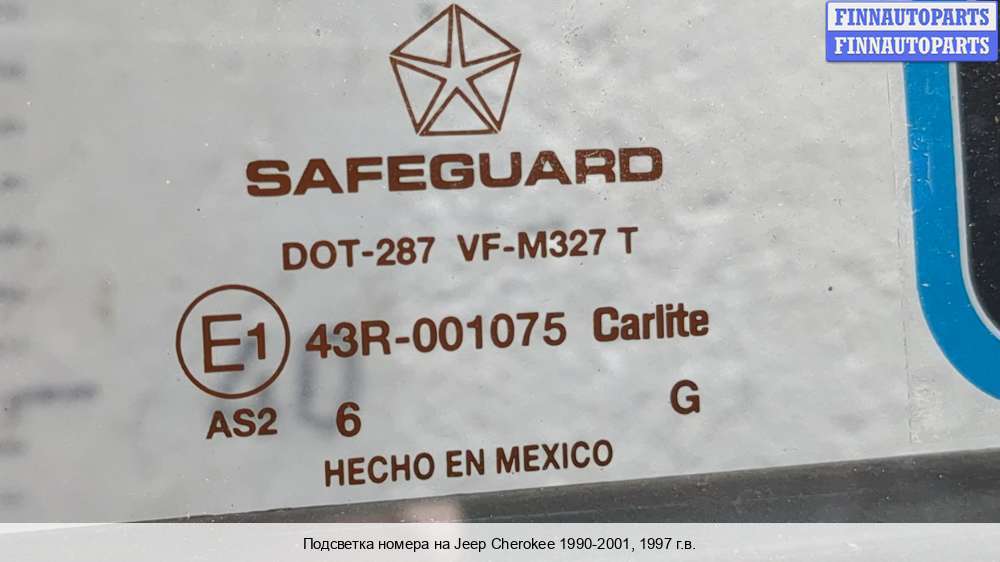 FINNAUTOPARTS
FINNAUTOPARTS
SAFEGUARD
DOT-287 VF-M327 T
E1 43R-001075 Carlite
AS2 6 G
HECHO EN MEXICO
Подсветка номера на Jeep Cherokee 1990-2001, 1997 г.в.